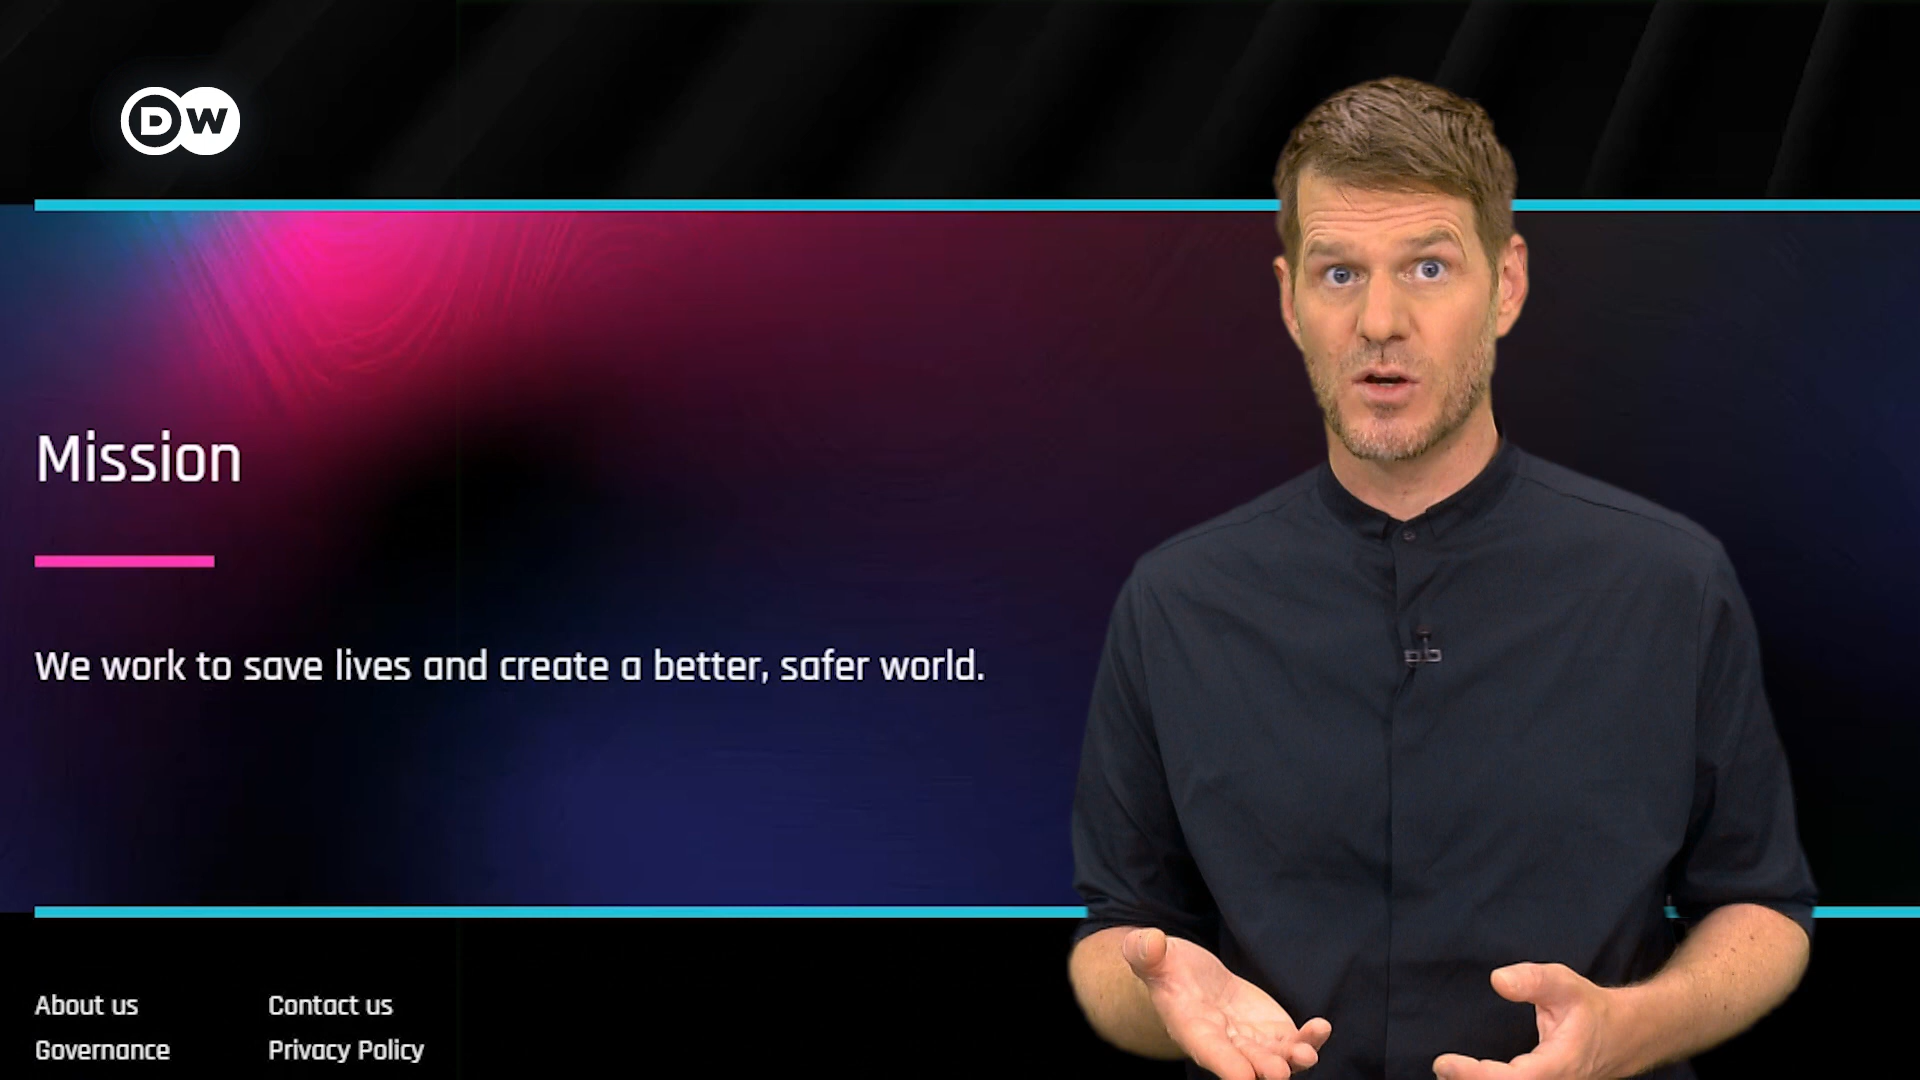 DW
Mission
We work to save lives and create a better, safer world.
About us
Contact us
Governance
Privacy Policy